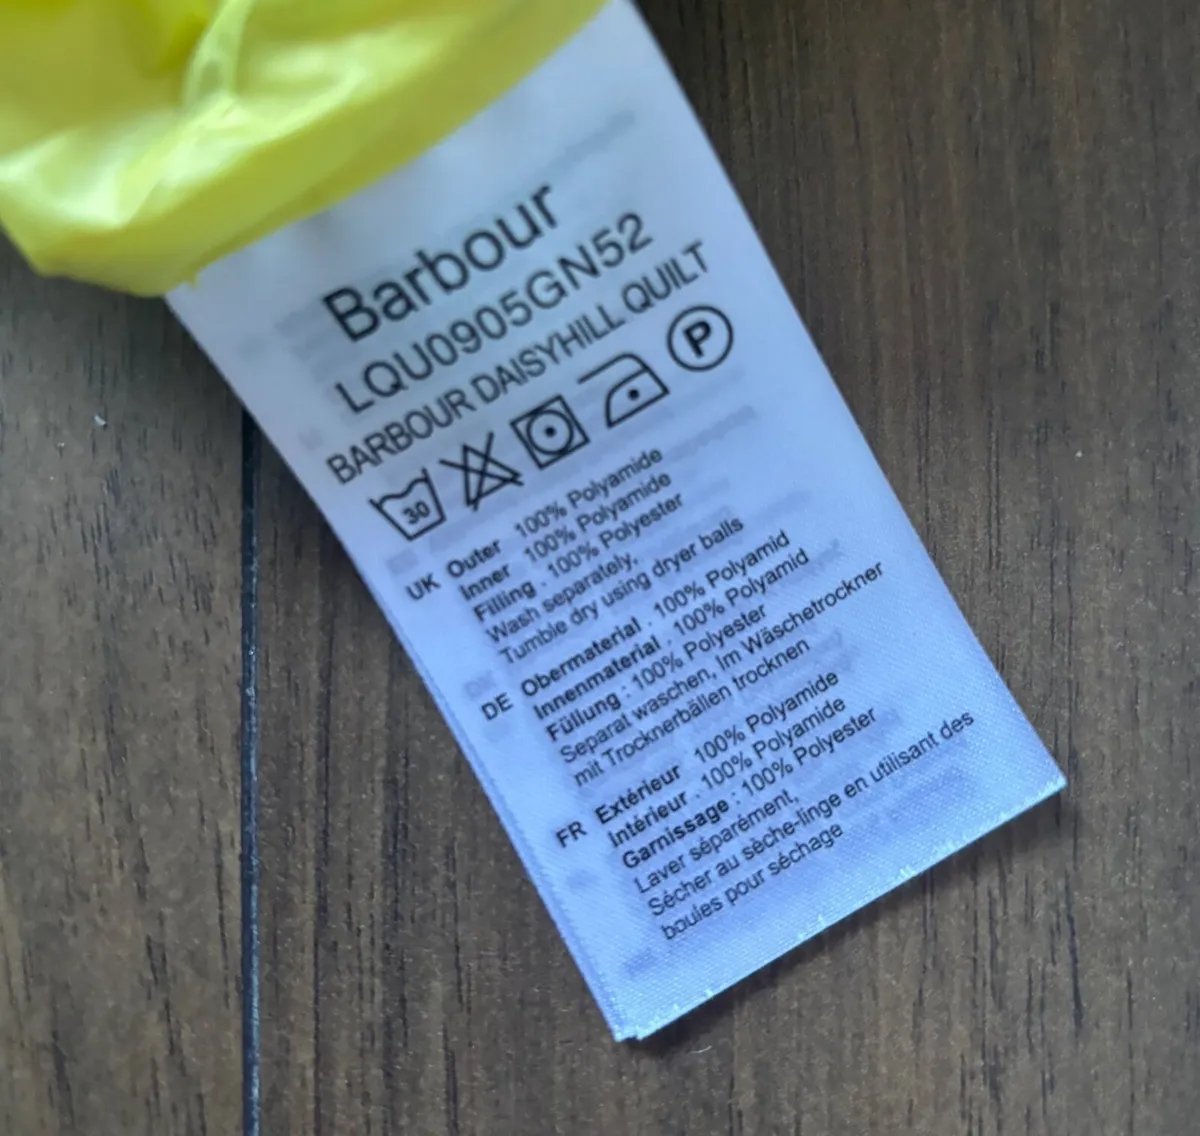 Barbour
LQU0905GN52
BARBOUR DAISYHILL QUILT
30 P
UK Outer 100% Polyamide
Inner 100% Polyamide
Filling . 100% Polyester
Wash separately,
Tumble dry using dryer balls
DE Obermaterial . 100% Polyamid
Innenmaterial . 100% Polyamid
Füllung : 100% Polyester
Separat waschen, Im Wäschetrockner
mit Trocknerbällen trocknen
FR Extérieur 100% Polyamide
Intérieur . 100% Polyamide
Garnissage : 100% Polyester
Laver séparément,
Sécher au sèche-linge en utilisant des
boules pour séchage